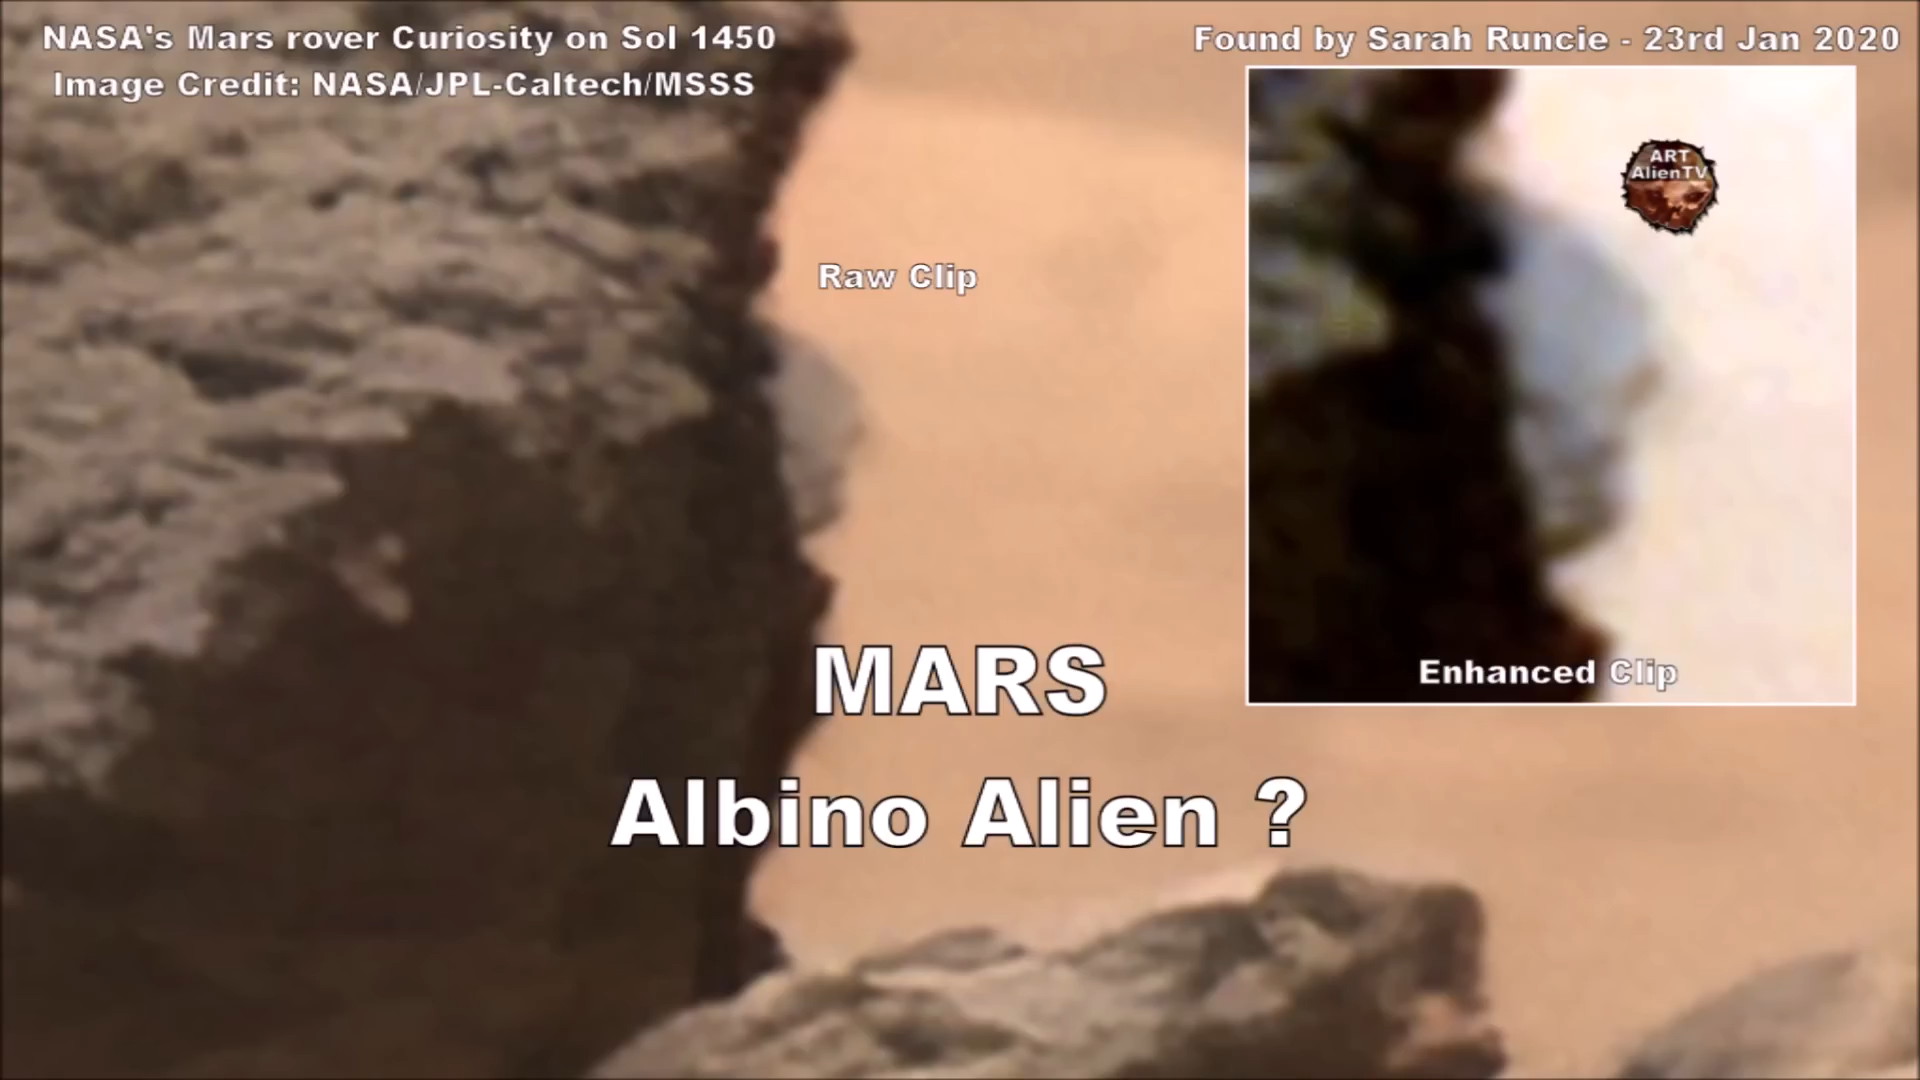 NASA's Mars rover Curiosity on Sol 1450
Image Credit: NASA/JPL-Caltech/MSSS
Found by Sarah Runcie - 23rd Jan 2020
ART
AlienTV
Raw Clip
Enhanced Clip
MARS
Albino Alien ?